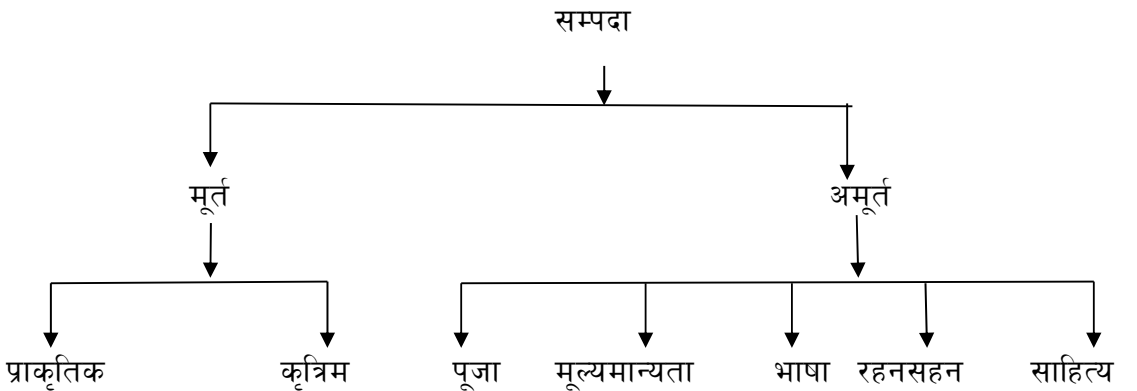 सम्पदा
मूर्त अमूर्त
प्राकृतिक कृत्रिम पूजा मूल्यमान्यता भाषा रहनसहन साहित्य